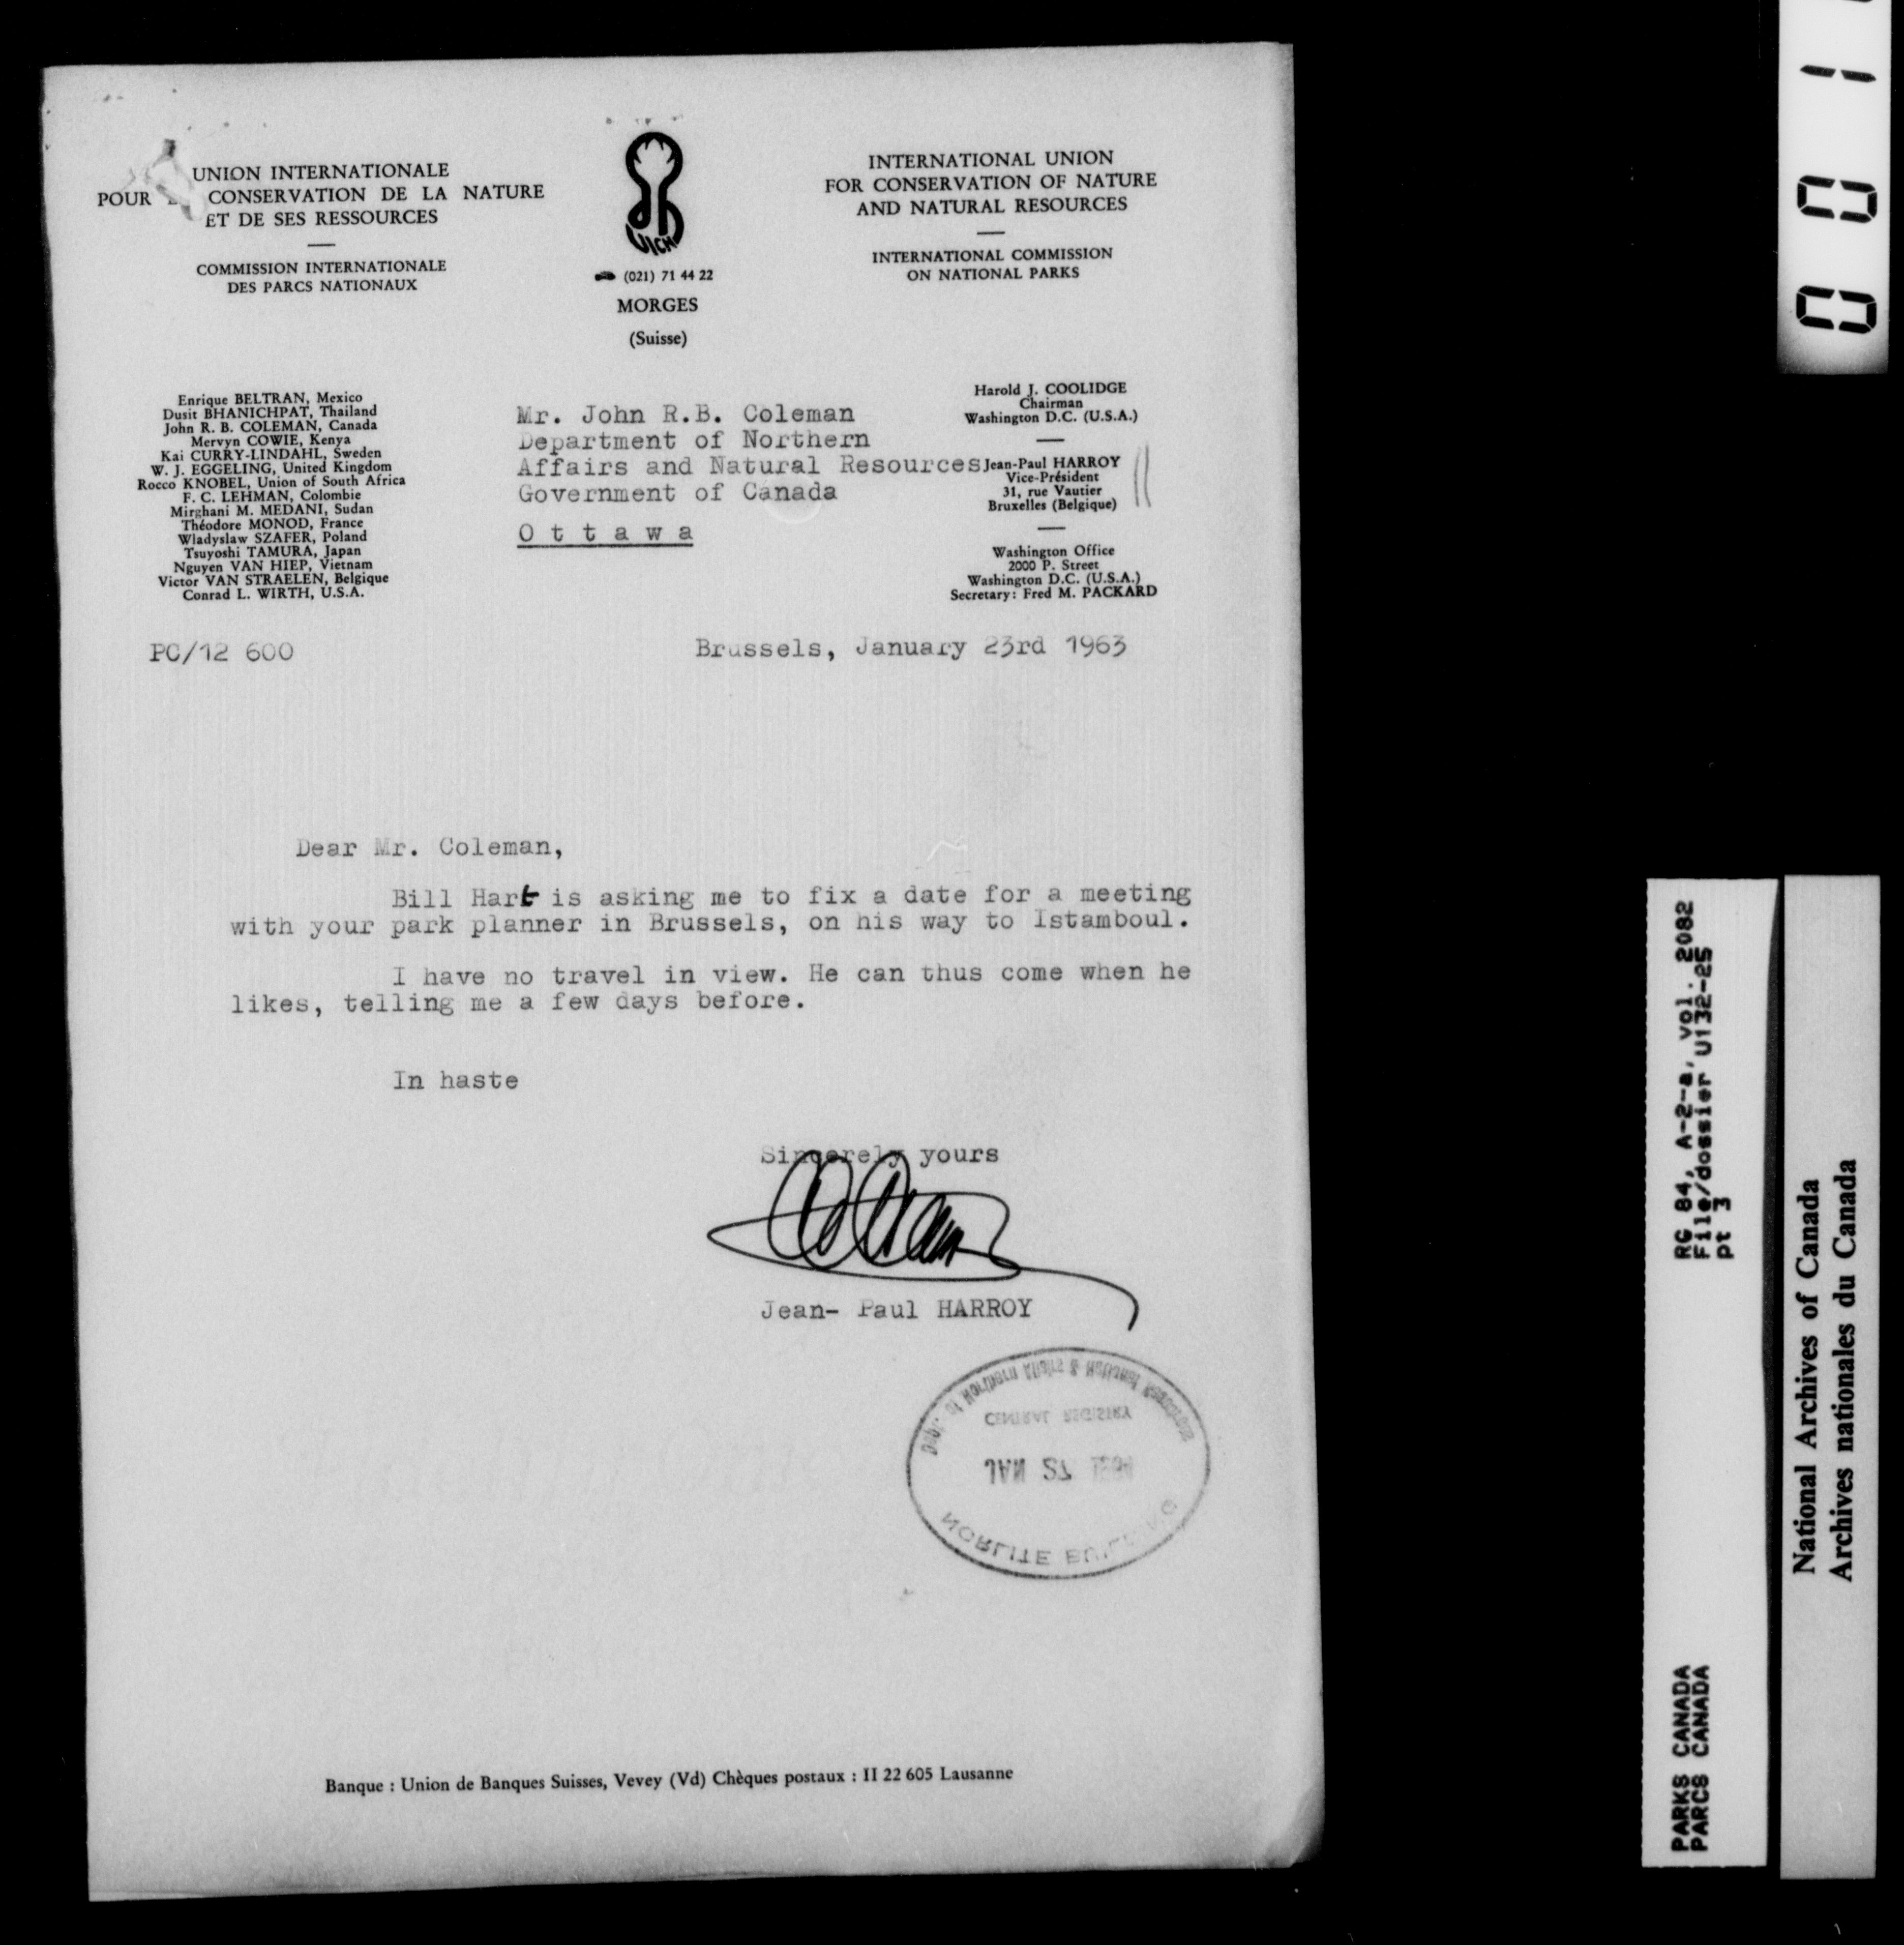 UNION INTERNATIONALE
POUR CONSERVATION DE LA NATURE
ET DE SES RESSOURCES
COMMISSION INTERNATIONALE
DES PARCS NATIONAUX
UICN
(021) 71 44 22
MORGES
(Suisse)
INTERNATIONAL UNION
FOR CONSERVATION OF NATURE
AND NATURAL RESOURCES
INTERNATIONAL COMMISSION
ON NATIONAL PARKS
Enrique BELTRAN, Mexico
Dusit BHANICHPAT, Thailand
John R. B. COLEMAN, Canada
Mervyn COWIE, Kenya
Kai CURRY-LINDAHL, Sweden
W. J. EGGELING, United Kingdom
Rocco KNOBEL, Union of South Africa
F. C. LEHMAN, Colombie
Mirghani M. MEDANI, Sudan
Théodore MONOD, France
Wladyslaw SZAFER, Poland
Tsuyoshi TAMURA, Japan
Nguyen VAN HIEP, Vietnam
Victor VAN STRAELEN, Belgique
Conrad L. WIRTH, U.S.A.
Mr. John R.B. Coleman
Department of Northern
Affairs and Natural Resources
Government of Canada
O t t a w a
Harold J. COOLIDGE
Chairman
Washington D.C. (U.S.A.)
Jean-Paul HARROY
Vice-Président
31, rue Vautier
Bruxelles (Belgique)
Washington Office
2000 P. Street
Washington D.C. (U.S.A.)
Secretary: Fred M. PACKARD
PC/12 600
Brussels, January 23rd 1963
Dear Mr. Coleman,
Bill Hart is asking me to fix a date for a meeting
with your park planner in Brussels, on his way to Istamboul.
I have no travel in view. He can thus come when he
likes, telling me a few days before.
In haste
Sincerely yours
Jean- Paul HARROY
CENTRAL REGISTRY
JAN
NORLITE
Banque : Union de Banques Suisses, Vevey (Vd) Chèques postaux : II 22 605 Lausanne
RG 84, A-2-a, vol. 2082
File/dossier U132-25
pt 3
PARKS CANADA
PARCS CANADA
National Archives of Canada
Archives nationales du Canada